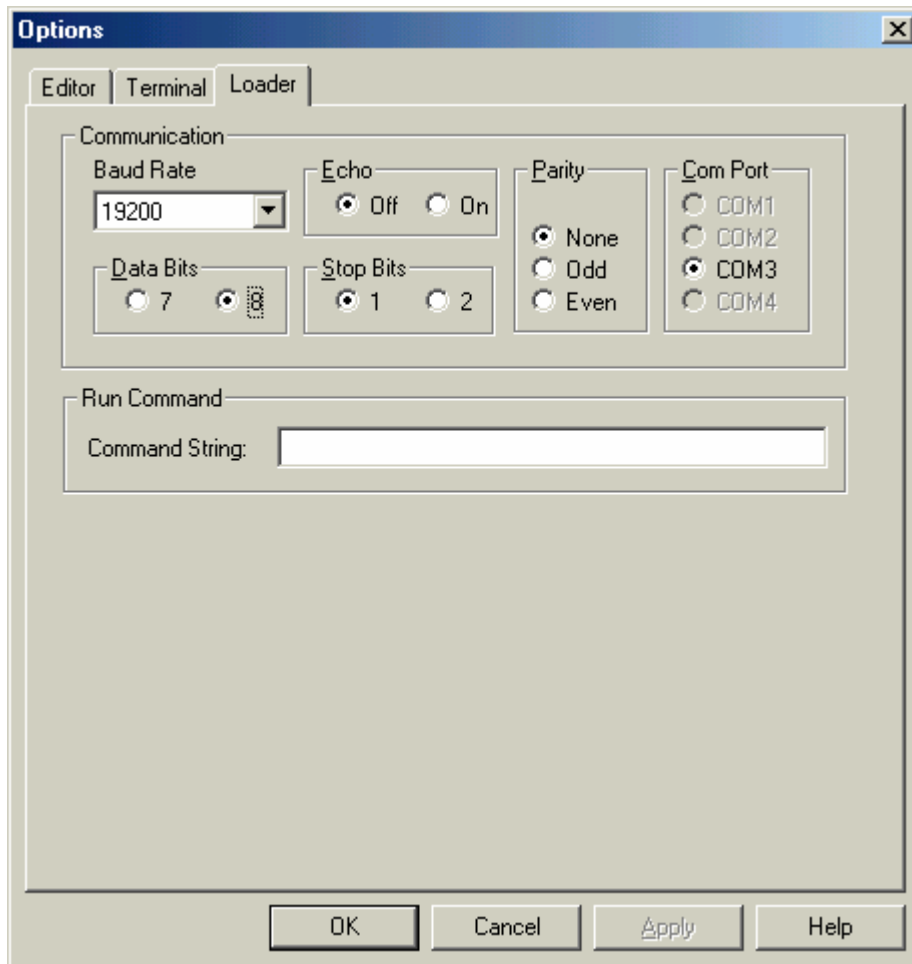 Options
Editor Terminal Loader
Communication
Baud Rate
19200
Echo
Off On
Parity
None
Odd
Even
Com Port
COM1
COM2
COM3
COM4
Data Bits
7 8
Stop Bits
1 2
Run Command
Command String:
OK Cancel Apply Help